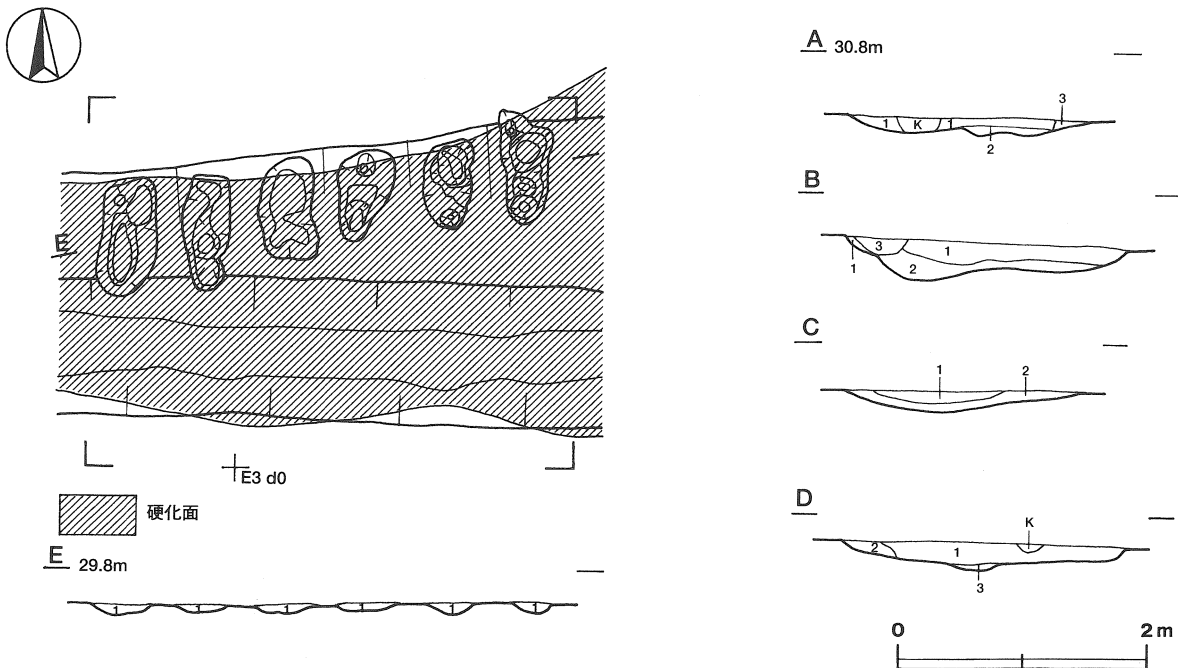 E
E3 d0
硬化面
E 29.8m
1 1 1 1 1 1
A 30.8m
1 K 1 3
2
B
1 3 2 1
C
1 2
D
2 1 K
3
0 2m